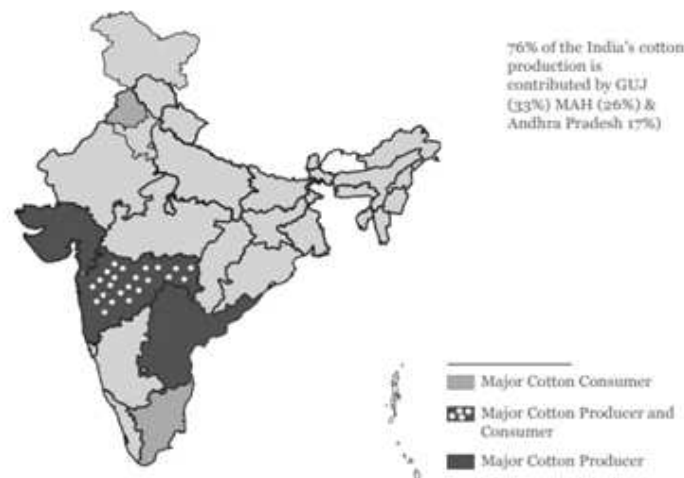 76% of the India's cotton
production is
contributed by GUJ
(33%) MAH (26%) &
Andhra Pradesh 17%)
Major Cotton Consumer
Major Cotton Producer and
Consumer
Major Cotton Producer